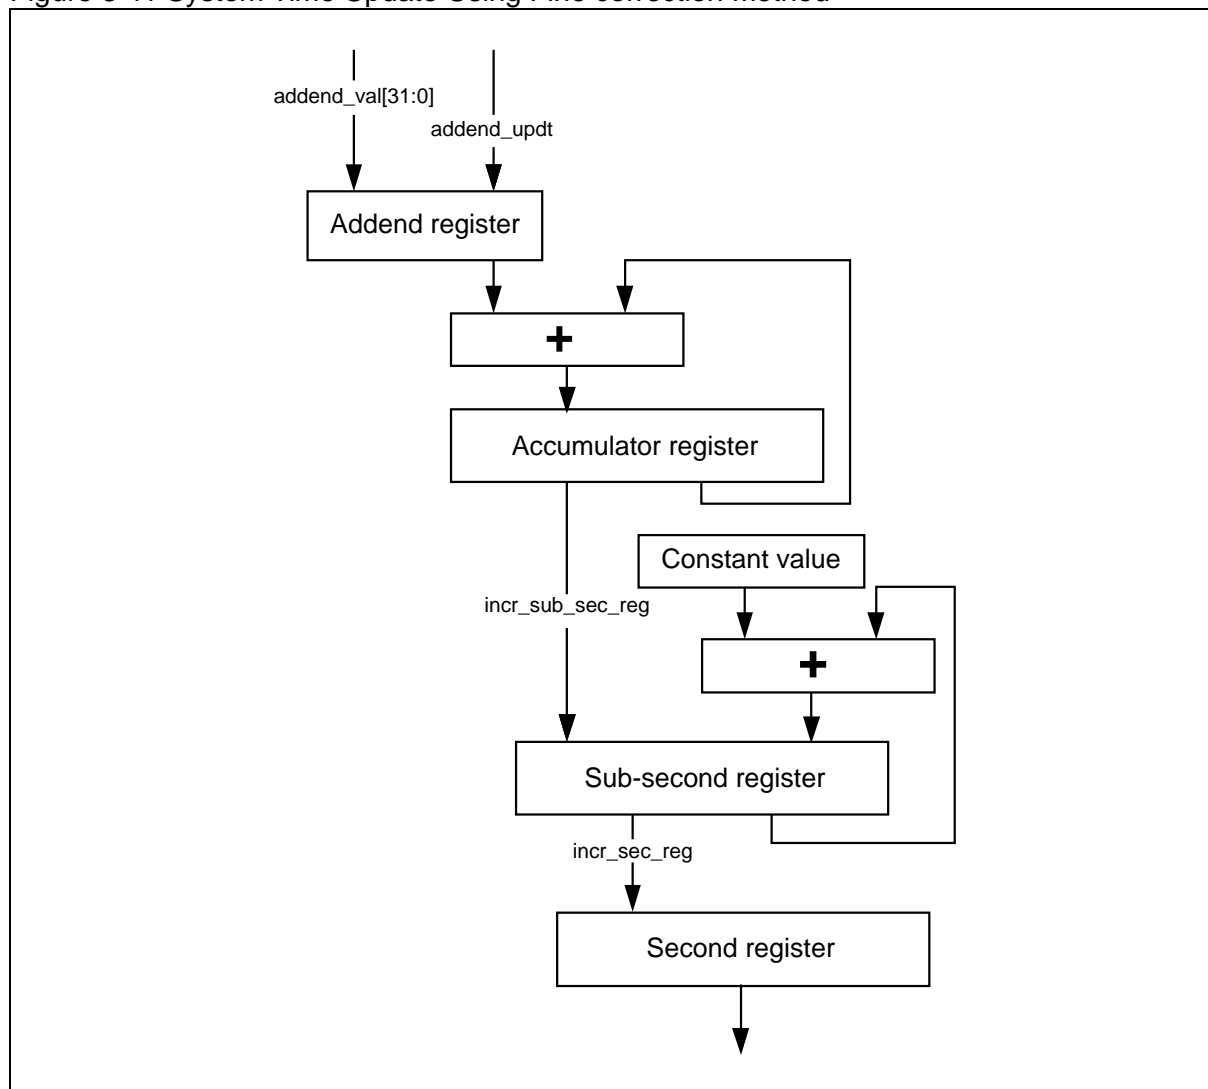 addend_val[31:0]
addend_updt
Addend register
+
Accumulator register
Constant value
incr_sub_sec_reg
+
Sub-second register
incr_sec_reg
Second register